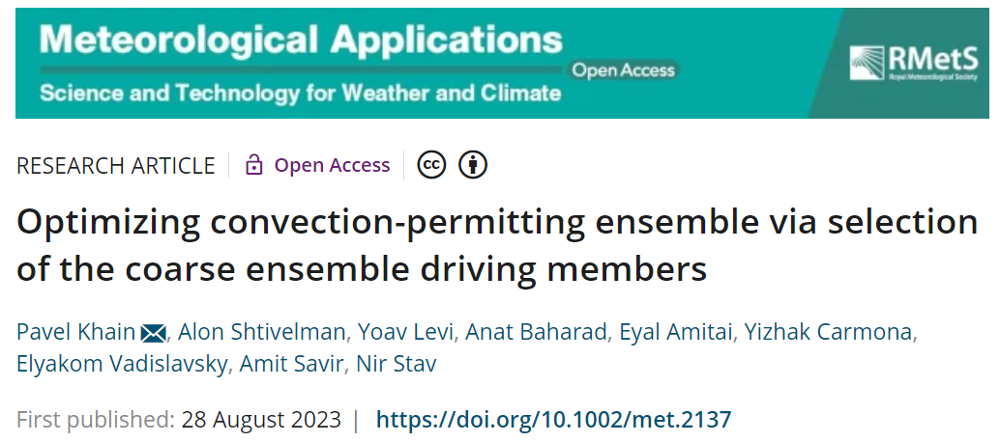 Meteorological Applications
Open Access
Science and Technology for Weather and Climate
RMetS
Royal Meteorological Society
RESEARCH ARTICLE
Open Access
cc
Optimizing convection-permitting ensemble via selection
of the coarse ensemble driving members
Pavel Khain, Alon Shtivelman, Yoav Levi, Anat Baharad, Eyal Amitai, Yizhak Carmona,
Elyakom Vadislavsky, Amit Savir, Nir Stav
First published: 28 August 2023 | https://doi.org/10.1002/met.2137